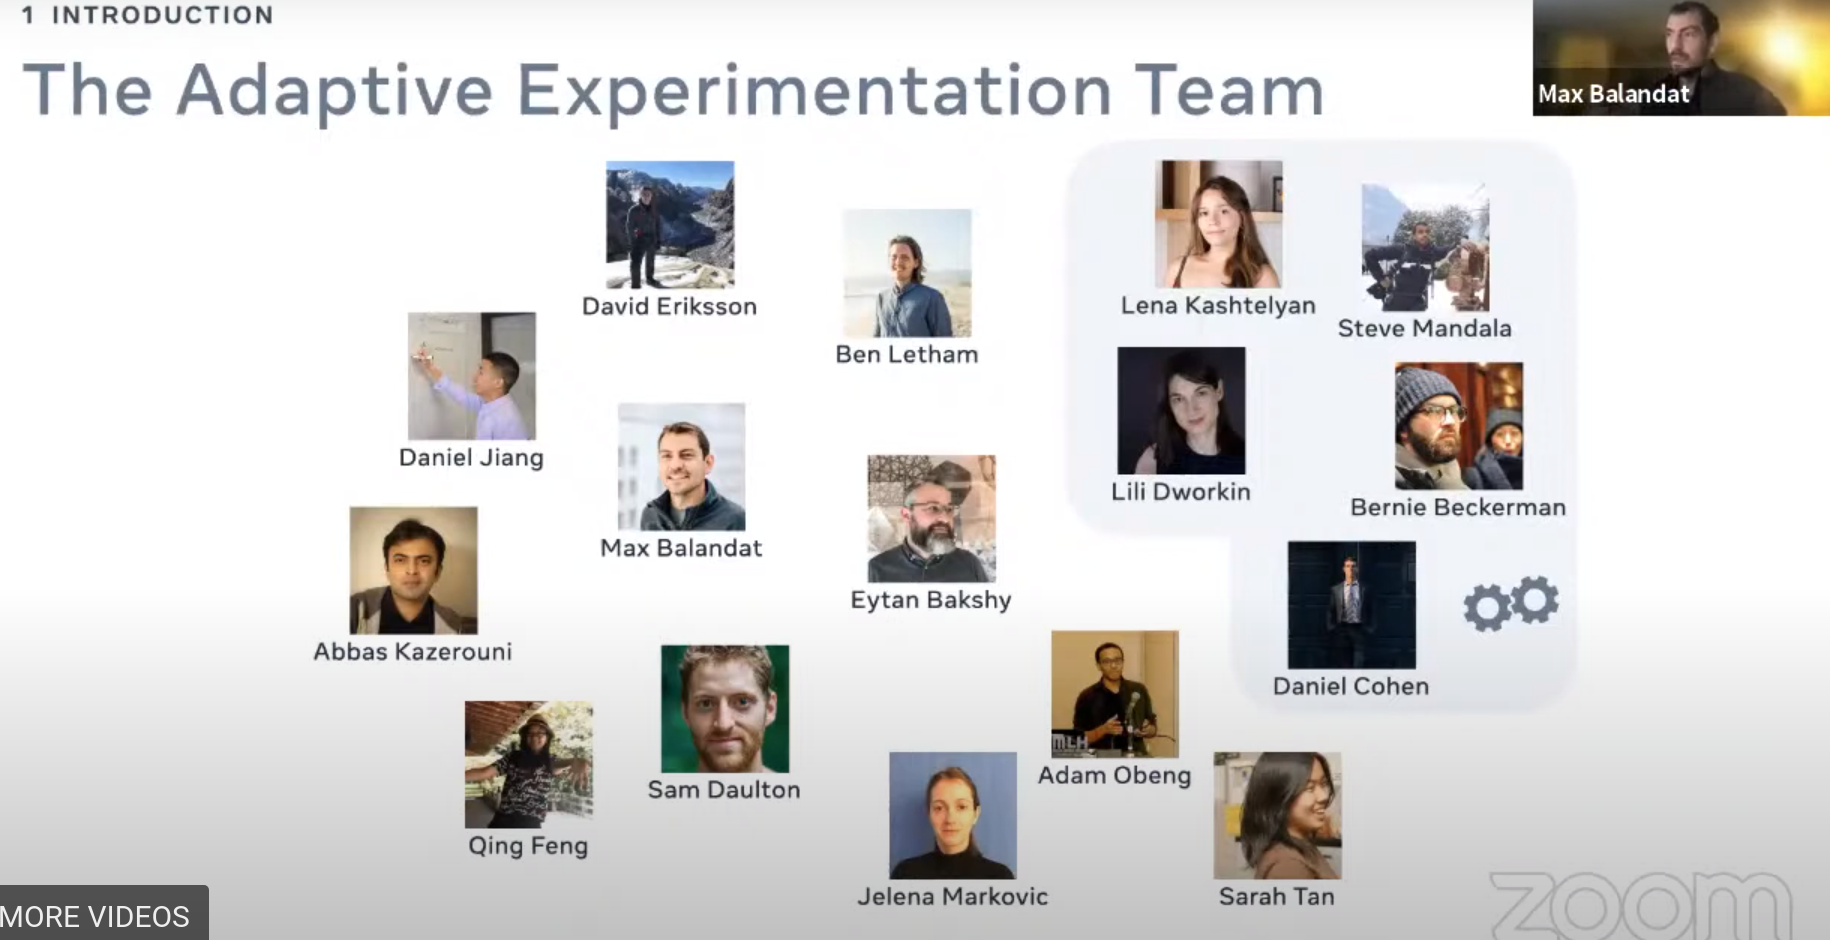 1 INTRODUCTION
The Adaptive Experimentation Team
Max Balandat
David Eriksson
Ben Letham
Lena Kashtelyan
Steve Mandala
Daniel Jiang
Max Balandat
Lili Dworkin
Bernie Beckerman
Eytan Bakshy
Abbas Kazerouni
Daniel Cohen
MLH
Sam Daulton
Adam Obeng
Qing Feng
Jelena Markovic
Sarah Tan
MORE VIDEOS
zoom